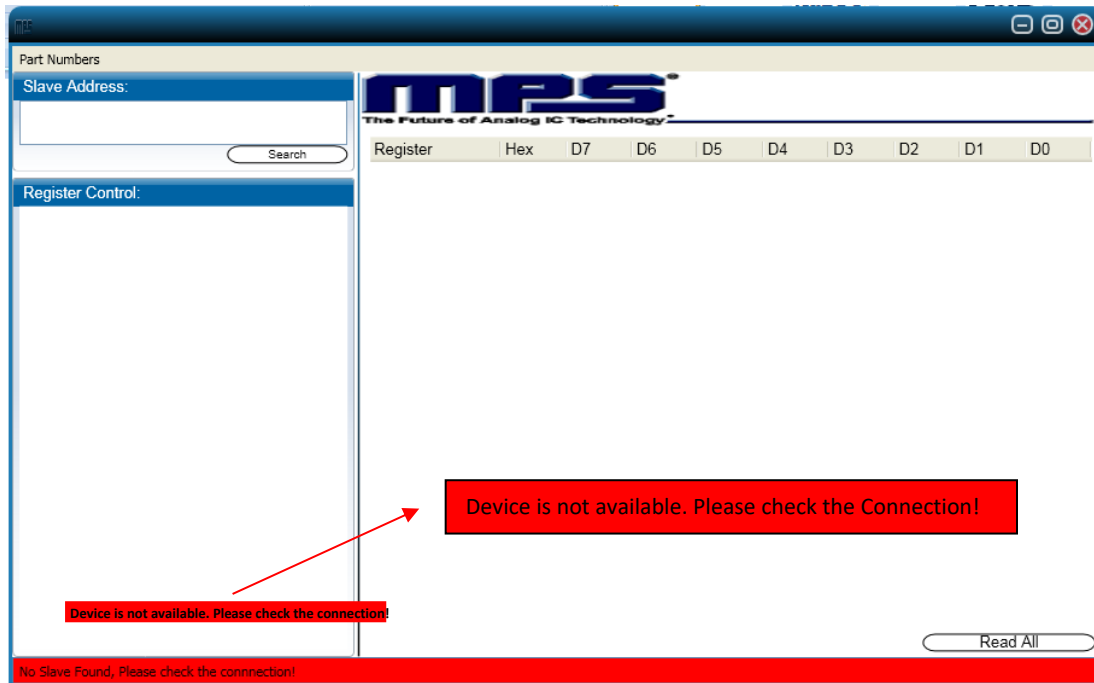 mps
Part Numbers
Slave Address:
Search
Register Control:
mps
The Future of Analog IC Technology
Register Hex D7 D6 D5 D4 D3 D2 D1 D0
Device is not available. Please check the Connection!
Device is not available. Please check the connection!
Read All
No Slave Found, Please check the connnection!